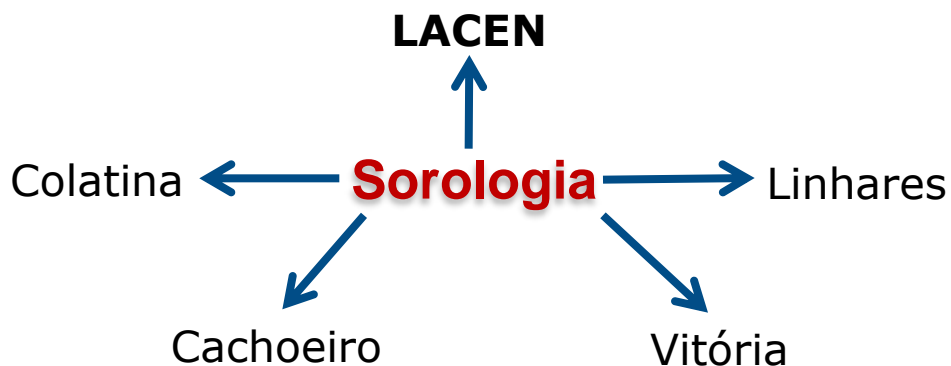 LACEN
Colatina
Sorologia
Linhares
Cachoeiro
Vitória